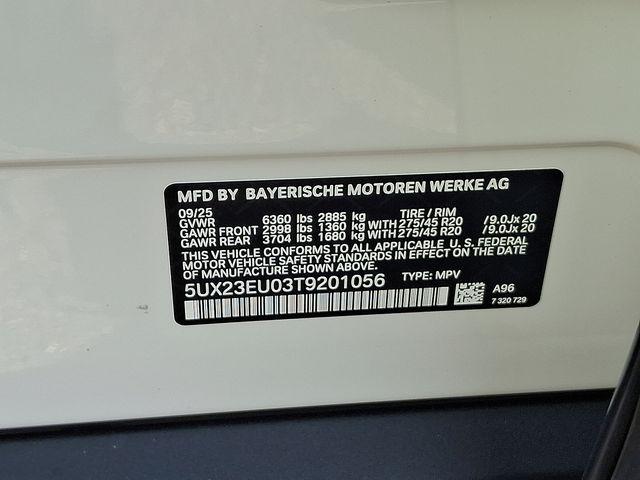 MFD BY BAYERISCHE MOTOREN WERKE AG
09/25 TIRE / RIM
GVWR 6360 lbs 2885 kg
GAWR FRONT 2998 lbs 1360 kg WITH 275/45 R20 /9.0Jx 20
GAWR REAR 3704 lbs 1680 kg WITH 275/45 R20 /9.0Jx 20
THIS VEHICLE CONFORMS TO ALL APPLICABLE U. S. FEDERAL
MOTOR VEHICLE SAFETY STANDARDS IN EFFECT ON THE DATE
OF MANUFACTURE SHOWN ABOVE.
5UX23EU03T9201056 TYPE: MPV
A96
7 320 729